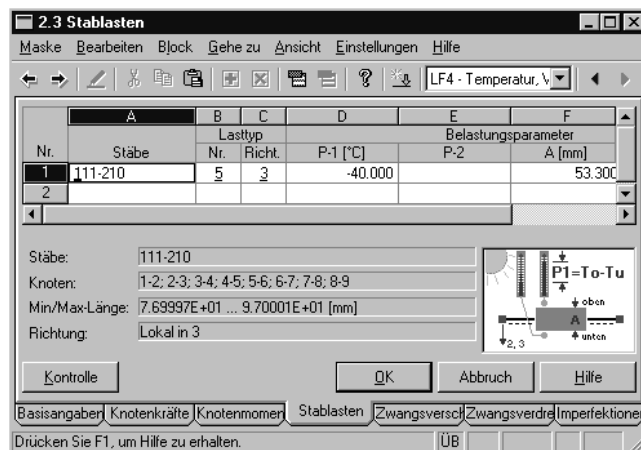 2.3 Stablasten
Maske Bearbeiten Block Gehe zu Ansicht Einstellungen Hilfe
LF4 - Temperatur, V
A B C D E F
Lasttyp Belastungsparameter
Nr. Stäbe Nr. Richt. P-1 [°C] P-2 A [mm]
1 111-210 5 3 -40.000 53.300
2
Stäbe: 111-210
Knoten: 1-2; 2-3; 3-4; 4-5; 5-6; 6-7; 7-8; 8-9
Min/Max-Länge: 7.69997E+01 ... 9.70001E+01 [mm]
Richtung: Lokal in 3
P1=To-Tu
oben
A
unten
2, 3
Kontrolle OK Abbruch Hilfe
Basisangaben Knotenkräfte Knotenmomen Stablasten Zwangsversch Zwangsverdre Imperfektione
Drücken Sie F1, um Hilfe zu erhalten. ÜB